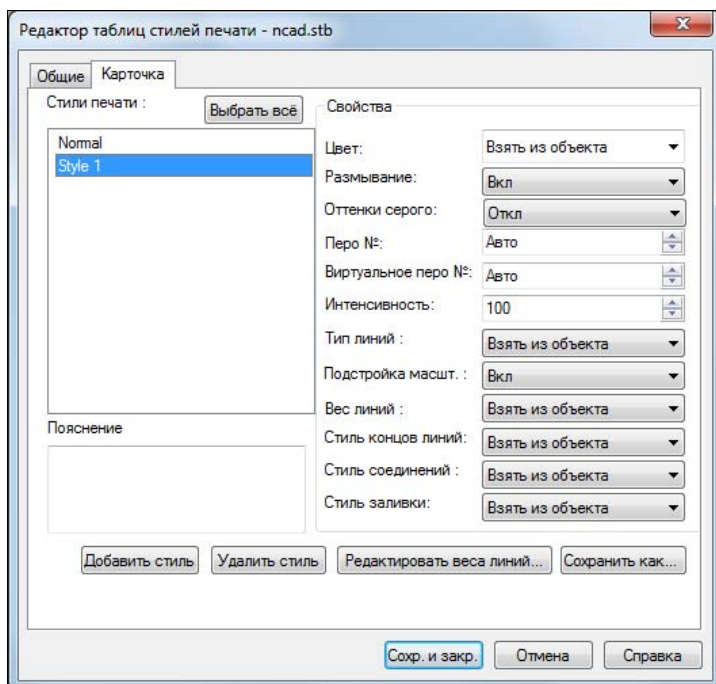 Редактор таблиц стилей печати - ncad.stb
Общие
Карточка
Стили печати :
Выбрать всё
Normal
Style 1
Пояснение
Свойства
Цвет:
Взять из объекта
Размывание:
Вкл
Оттенки серого:
Откл
Перо №:
Авто
Виртуальное перо №:
Авто
Интенсивность:
100
Тип линий :
Взять из объекта
Подстройка масшт. :
Вкл
Вес линий :
Взять из объекта
Стиль концов линий:
Взять из объекта
Стиль соединений :
Взять из объекта
Стиль заливки:
Взять из объекта
Добавить стиль
Удалить стиль
Редактировать веса линий...
Сохранить как...
Сохр. и закр.
Отмена
Справка